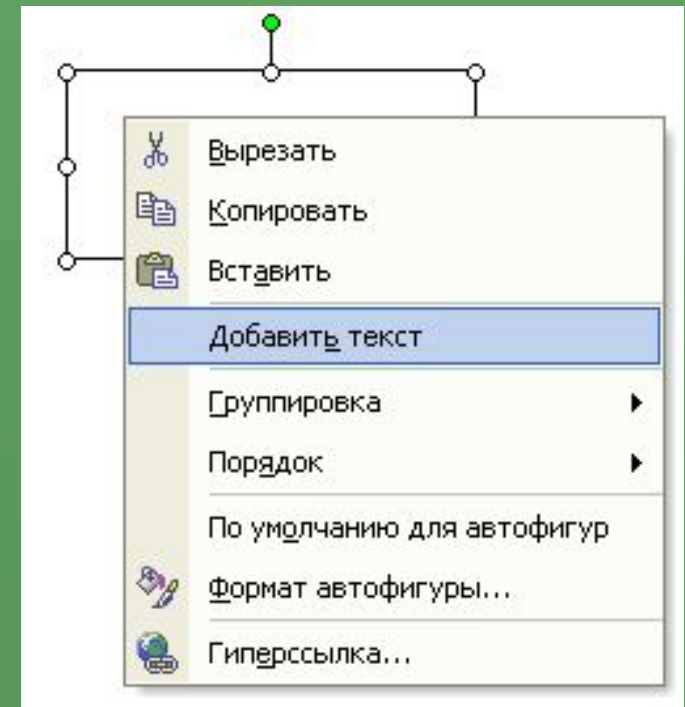 Вырезать
Копировать
Вставить
Добавить текст
Группировка
Порядок
По умолчанию для автофигур
Формат автофигуры...
Гиперссылка...